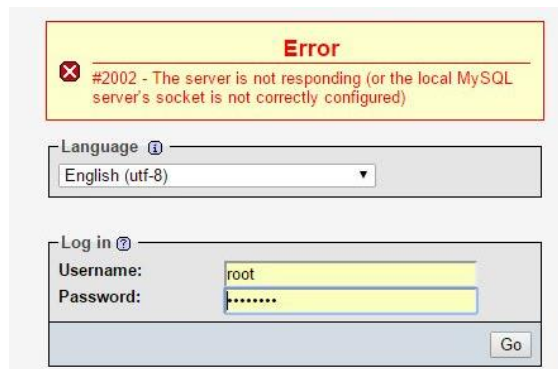 Error
#2002 - The server is not responding (or the local MySQL
server's socket is not correctly configured)
Language
English (utf-8)
Log in
Username:
root
Password:
••••••••
Go